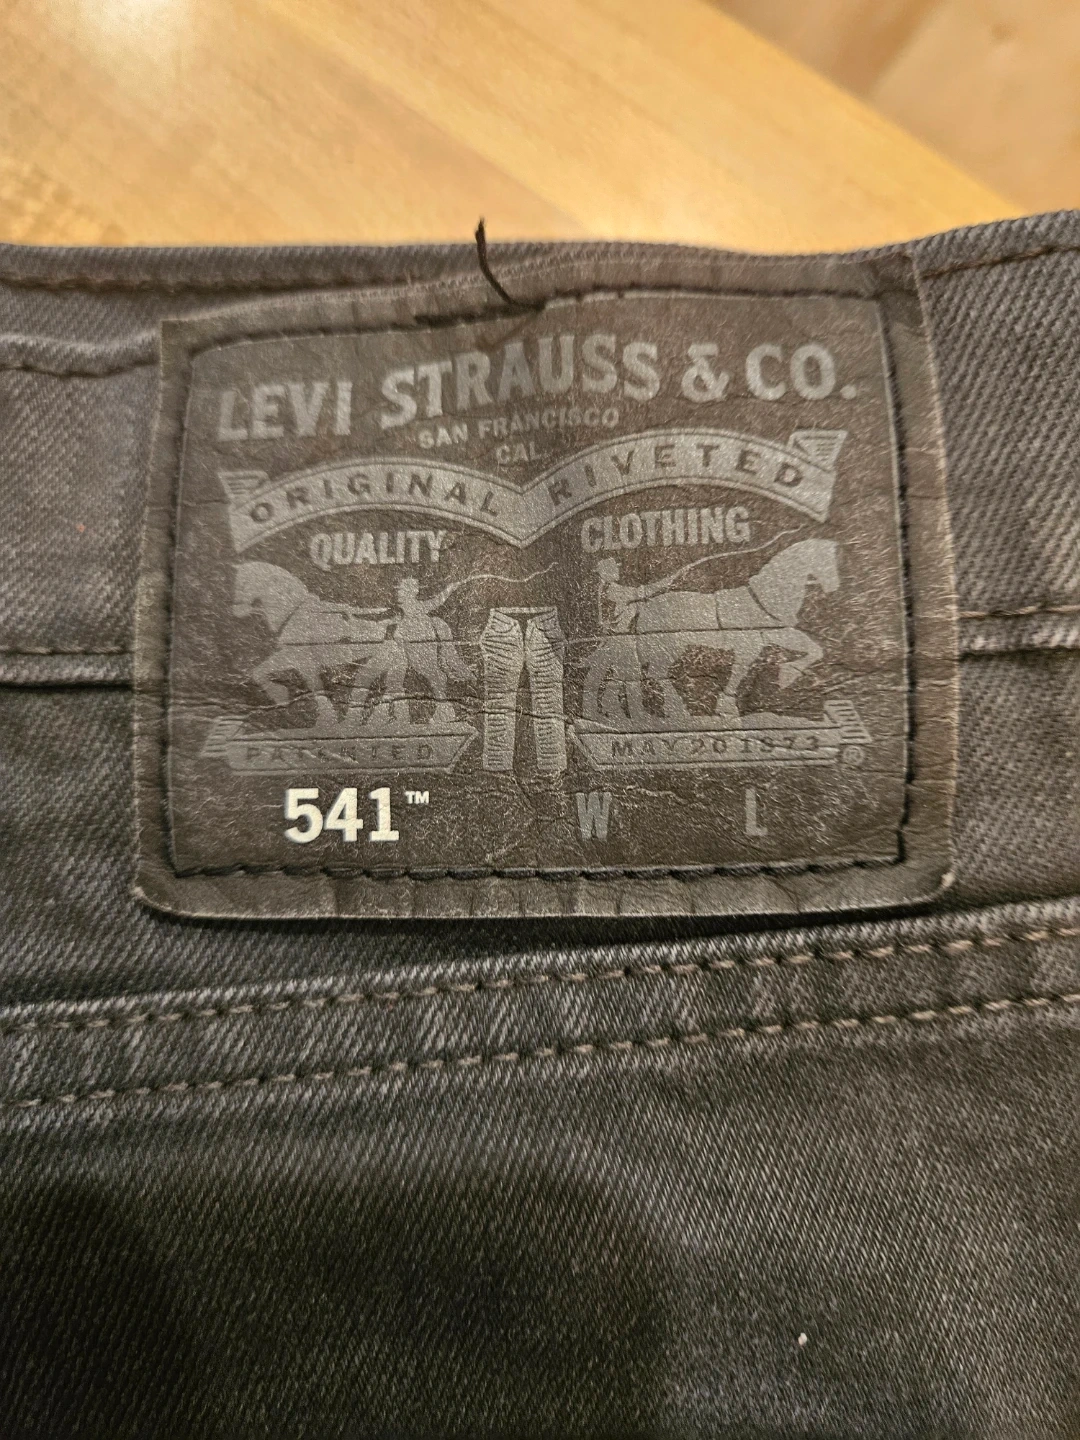 LEVI STRAUSS & CO.
SAN FRANCISCO
CAL.
ORIGINAL RIVETED
QUALITY CLOTHING
PATENTED MAY 20 1873
541™ W L